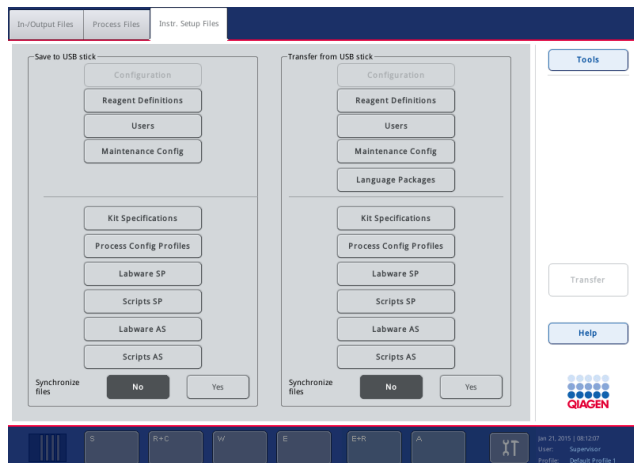 In-/Output Files
Process Files
Instr. Setup Files
Save to USB stick
Configuration
Reagent Definitions
Users
Maintenance Config
Kit Specifications
Process Config Profiles
Labware SP
Scripts SP
Labware AS
Scripts AS
Synchronize
files
No
Yes
Transfer from USB stick
Configuration
Reagent Definitions
Users
Maintenance Config
Language Packages
Kit Specifications
Process Config Profiles
Labware SP
Scripts SP
Labware AS
Scripts AS
Synchronize
files
No
Yes
Tools
Transfer
Help
QIAGEN
S
R+C
W
E
E+R
A
Jan 21, 2015 | 08:12:07
User: Supervisor
Profile: Default Profile 1